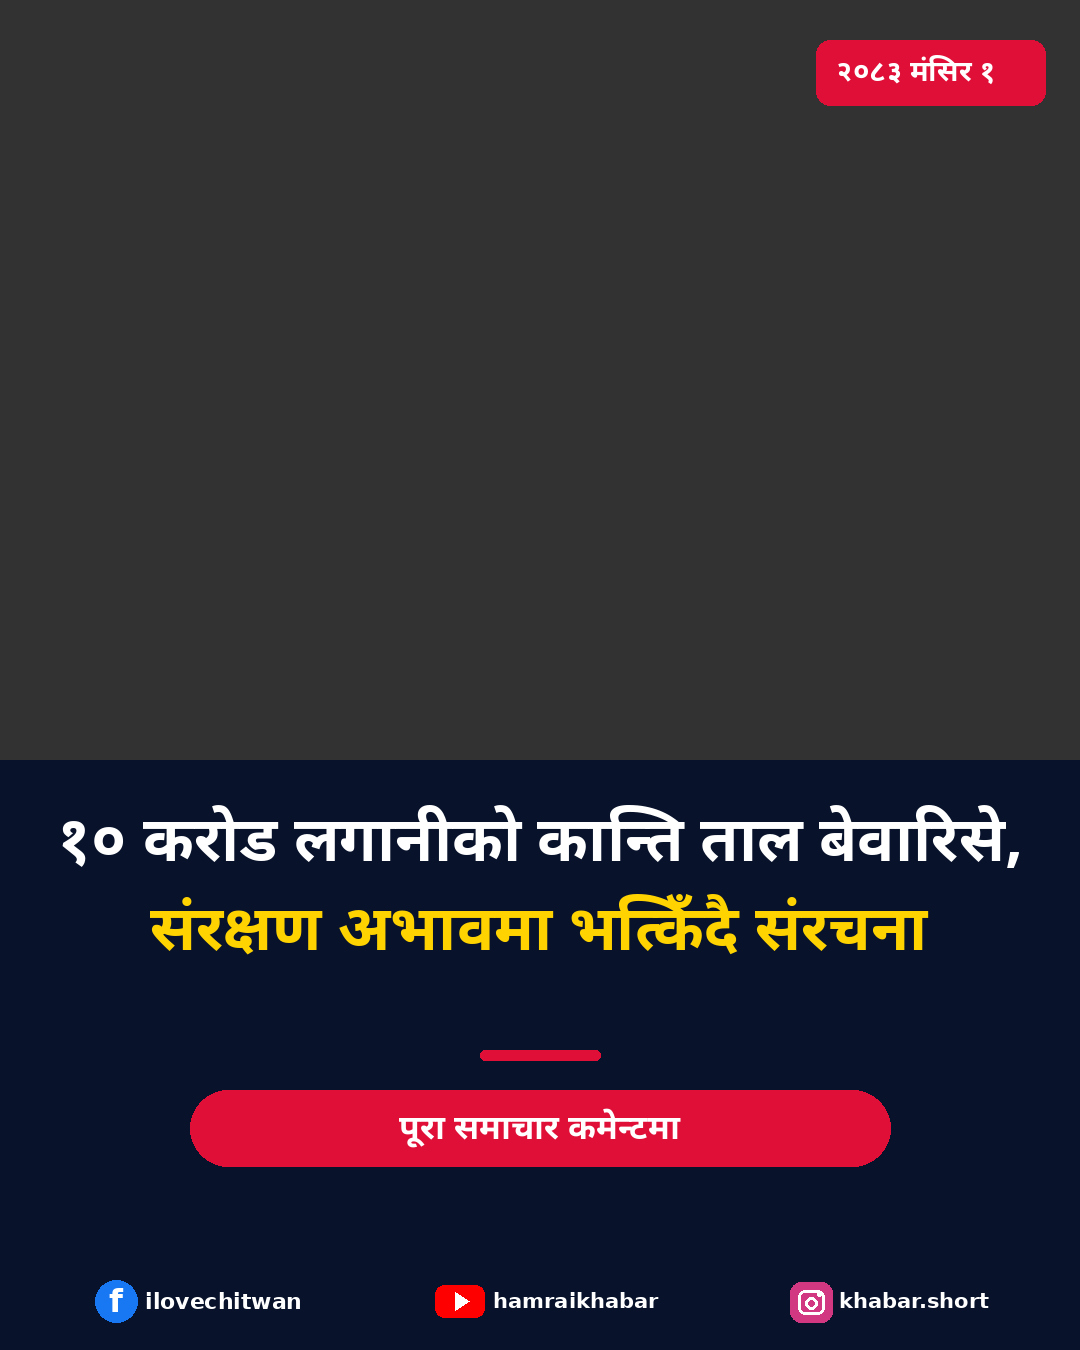 २०८३ मंसिर १
१० करोड लगानीको कान्ति ताल बेवारिसे,
संरक्षण अभावमा भत्किँदै संरचना
पूरा समाचार कमेन्टमा
ilovechitwan
hamraikhabar
khabar.short